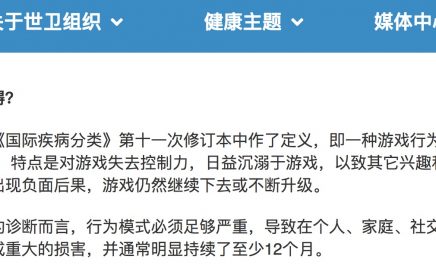 关于世卫组织 健康主题 媒体中心
碍?
《国际疾病分类》第十一次修订本中作了定义，即一种游戏行为
，特点是对游戏失去控制力，日益沉溺于游戏，以致其它兴趣和
出现负面后果，游戏仍然继续下去或不断升级。
的诊断而言，行为模式必须足够严重，导致在个人、家庭、社交
或重大的损害，并通常明显持续了至少12个月。